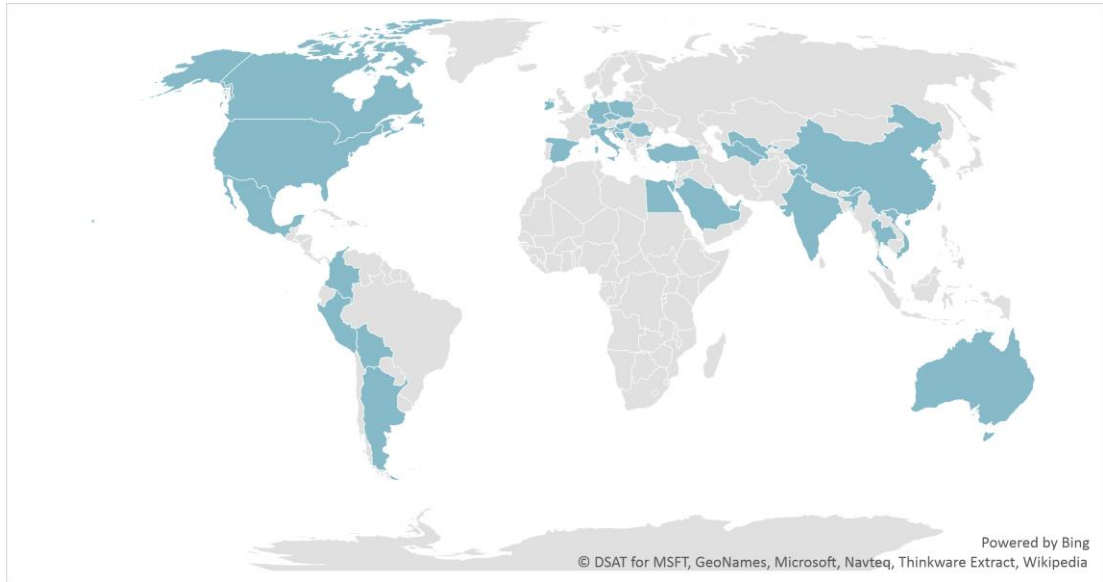 Powered by Bing
© DSAT for MSFT, GeoNames, Microsoft, Navteq, Thinkware Extract, Wikipedia